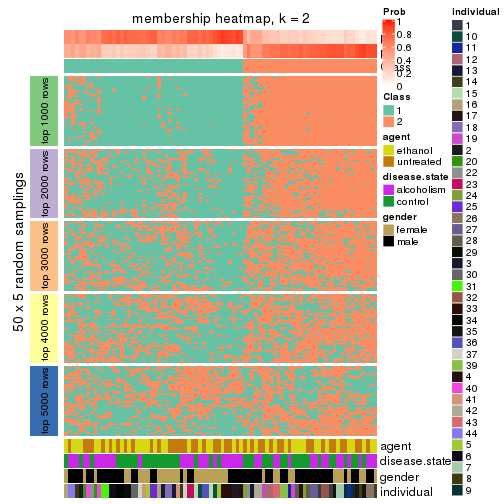 membership heatmap, k = 2
50 x 5 random samplings
top 1000 rows
top 2000 rows
top 3000 rows
top 4000 rows
top 5000 rows
agent
disease.state
gender
individual
Prob
1
0.8
0.6
0.4
0.2
0
Class
1
2
agent
ethanol
untreated
disease.state
alcoholism
control
gender
female
male
individual
1
10
11
12
13
14
15
16
17
18
19
2
20
22
23
24
25
26
27
28
29
3
30
31
32
33
34
35
36
37
39
4
40
41
42
43
44
5
6
7
8
9